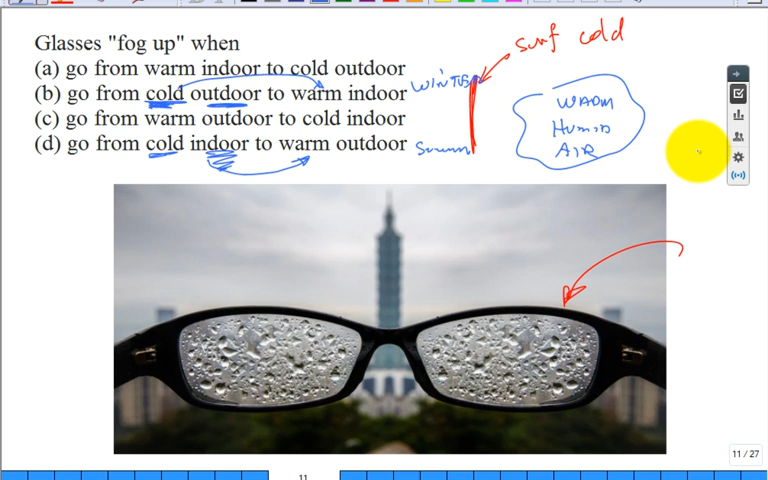 Glasses "fog up" when
(a) go from warm indoor to cold outdoor
(b) go from cold outdoor to warm indoor
(c) go from warm outdoor to cold indoor
(d) go from cold indoor to warm outdoor
surf cold
WINTER
WARM
HUMID
AIR
11 / 27
11